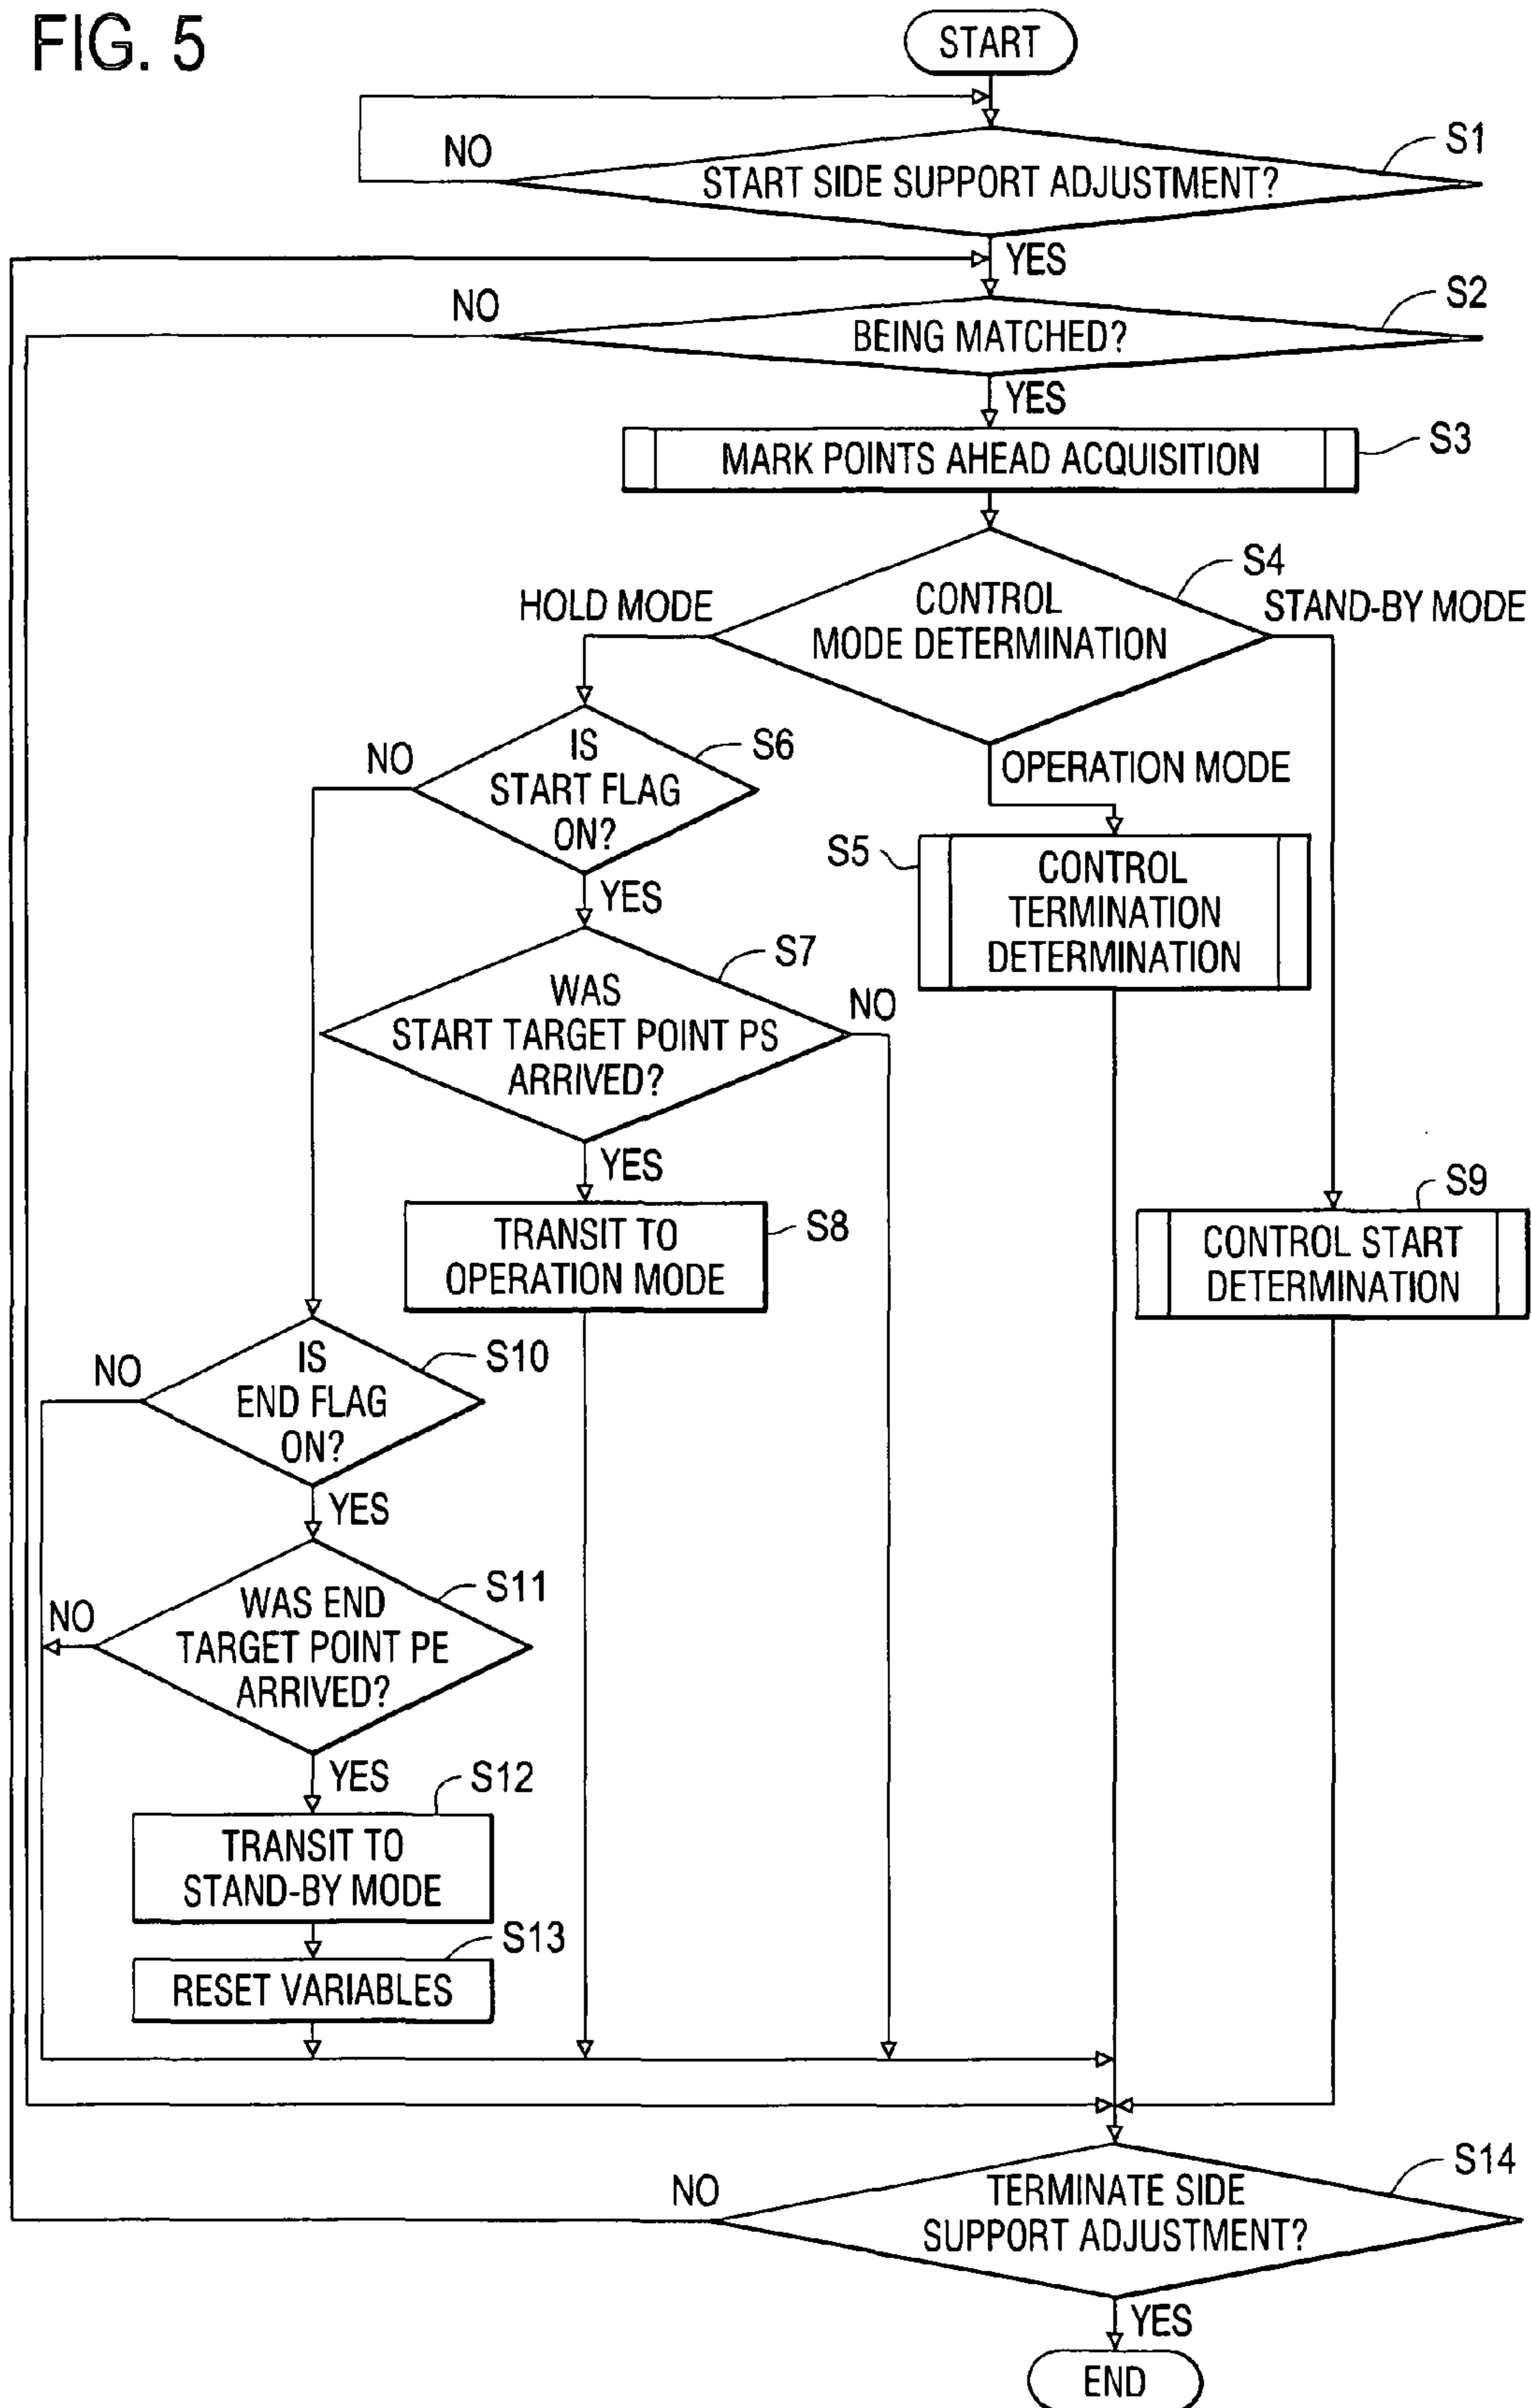 FIG. 5
START
NO
S1
START SIDE SUPPORT ADJUSTMENT?
YES
NO
S2
BEING MATCHED?
YES
S3
MARK POINTS AHEAD ACQUISITION
S4
HOLD MODE
CONTROL
MODE DETERMINATION
STAND-BY MODE
OPERATION MODE
NO
IS
START FLAG
ON?
S6
YES
S5
CONTROL
TERMINATION
DETERMINATION
S7
WAS
START TARGET POINT PS
ARRIVED?
NO
YES
TRANSIT TO
OPERATION MODE
S8
S9
CONTROL START
DETERMINATION
NO
IS
END FLAG
ON?
S10
YES
NO
WAS END
TARGET POINT PE
ARRIVED?
S11
YES
S12
TRANSIT TO
STAND-BY MODE
S13
RESET VARIABLES
NO
S14
TERMINATE SIDE
SUPPORT ADJUSTMENT?
YES
END